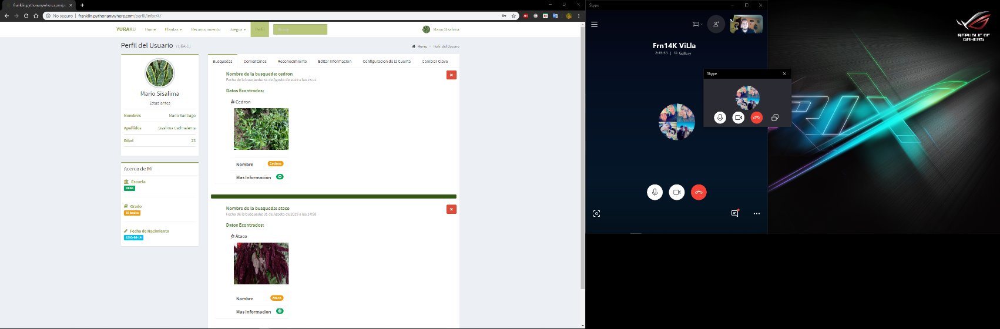 franklin.pythonanywhere.com/p
No seguro | franklin.pythonanywhere.com/perfil/infor/4/
YURAKU
Home
Plantas
Reconocimiento
Juegos
Perfil
Mario Sisalima
Perfil del Usuario YURAKU
Home
Perfil del Usuario
Mario Sisalima
Estudiantes
Nombres
Mario Santiago
Apellidos
Sisalima Cadmelema
Edad
23
Acerca de Mi
Escuela
UEAS
Grado
10 basica
Fecha de Nacimiento
Busquedas
Comentarios
Reconocimiento
Editar Informacion
Configuracion de la Cuenta
Cambiar Clave
Nombre de la busqueda: cedron
Fecha de la busqueda: 31 de Agosto de 2019 a las 15:01
Datos Econtrados:
Cedron
Nombre
Cedron
Mas Informacion
Nombre de la busqueda: ataco
Fecha de la busqueda: 31 de Agosto de 2019 a las 14:58
Datos Econtrados:
Ataco
Nombre
Ataco
Mas Informacion
Skype
Frn14K ViLla
2:45:53 | Gallery
Skype
REPUBLIC OF
GAMERS